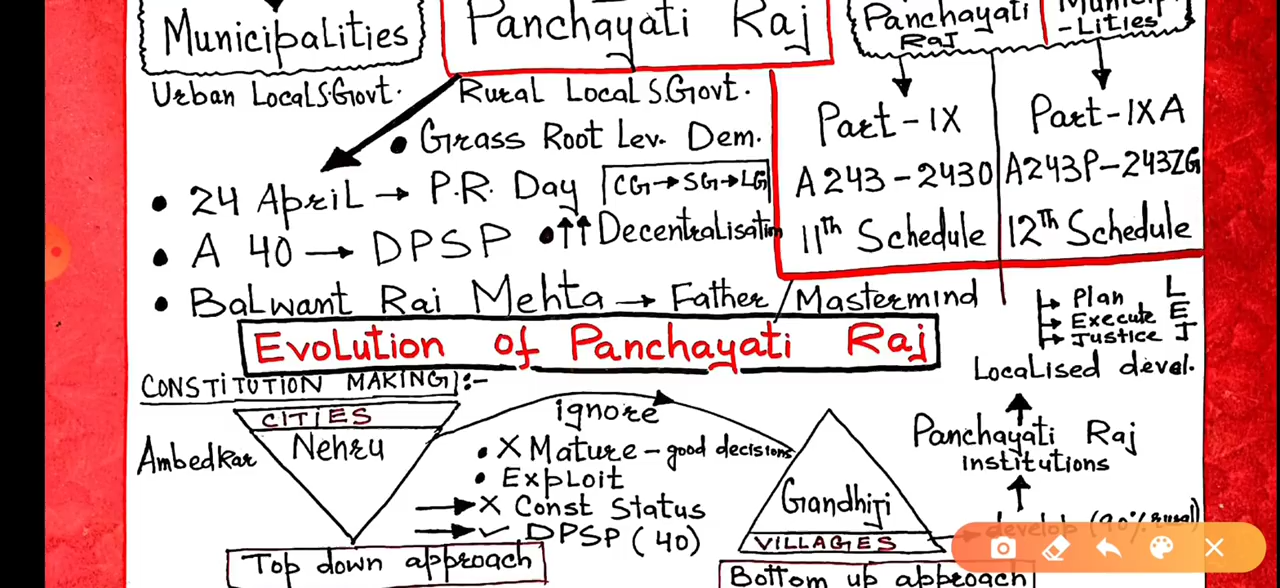 Municipalities
Urban Local S.Govt.
Panchayati Raj
Rural Local S.Govt.
• Grass Root Lev. Dem.
Panchayati
Raj
Munici
-Lities
Part-IX
A 243 - 243O
11th Schedule
Part-IXA
A243P-243ZG
12th Schedule
• 24 April → P.R. Day
CG→SG→LG
• A 40 → DPSP
• ↑↑ Decentralisation
• Balwant Rai Mehta → Father / Mastermind
Evolution of Panchayati Raj
Plan L
Execute E
Justice J
Localised devel.
Panchayati Raj
institutions
CONSTITUTION MAKING :-
CITIES
Nehru
Ambedkar
Top down approach
ignore
• X Mature - good decisions
• Exploit
→ X Const Status
→ ✓ DPSP (40)
Gandhiji
VILLAGES
Bottom up approach